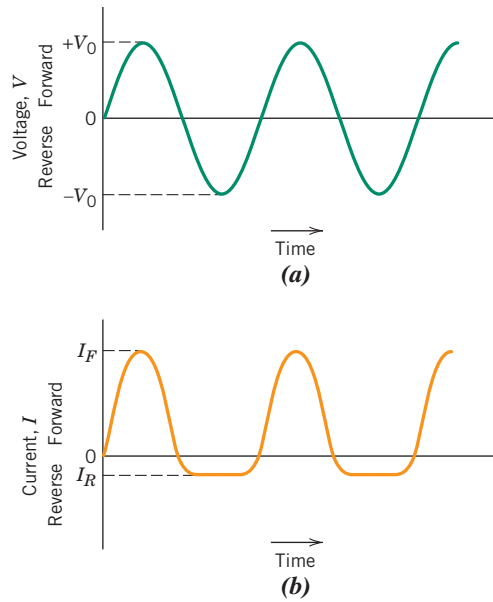 +V0
Voltage, V
Reverse Forward
0
−V0
Time
(a)
IF
Current, I
Reverse Forward
0
IR
Time
(b)